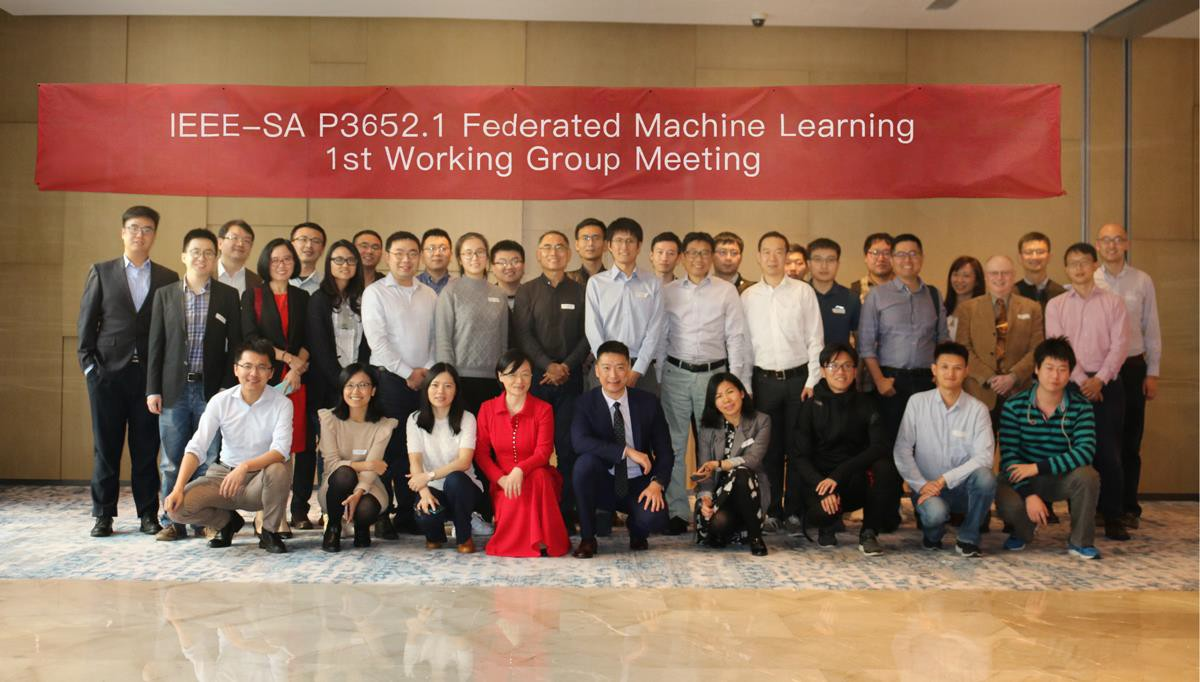 IEEE-SA P3652.1 Federated Machine Learning
1st Working Group Meeting